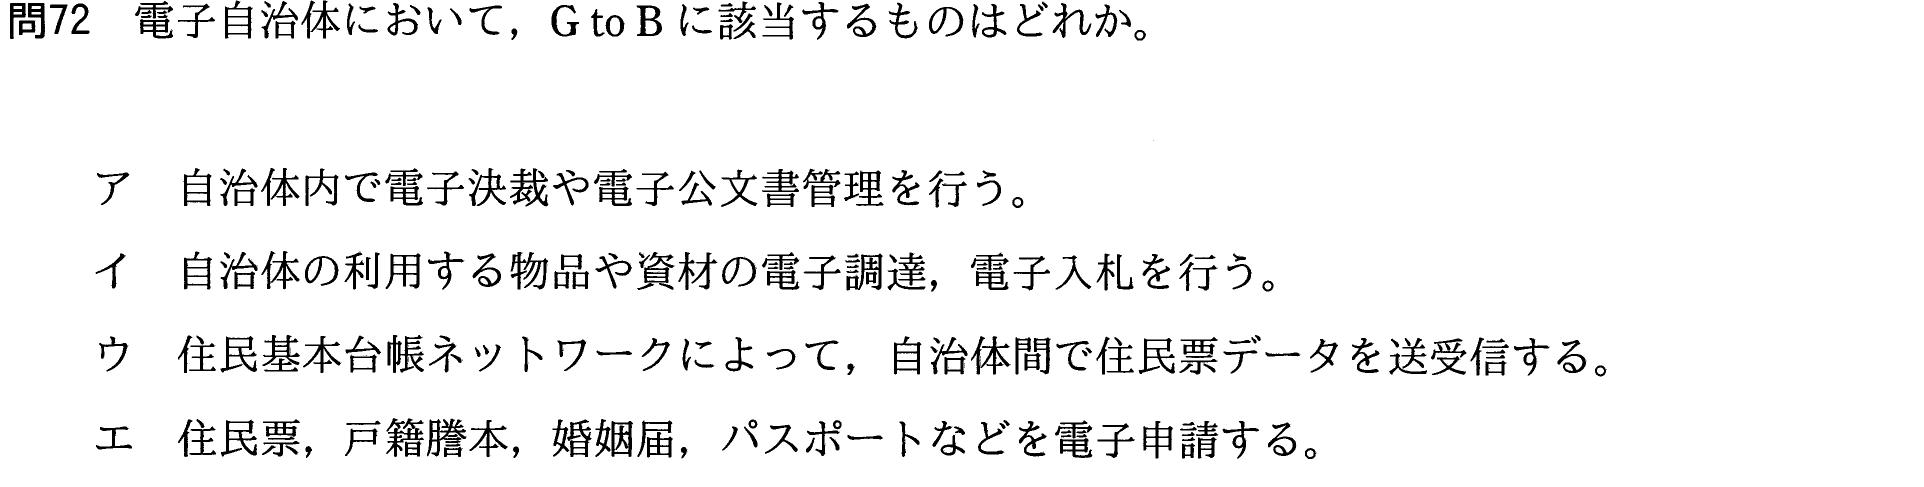 問72 電子自治体において，G to B に該当するものはどれか。
ア 自治体内で電子決裁や電子公文書管理を行う。
イ 自治体の利用する物品や資材の電子調達，電子入札を行う。
ウ 住民基本台帳ネットワークによって，自治体間で住民票データを送受信する。
エ 住民票，戸籍謄本，婚姻届，パスポートなどを電子申請する。